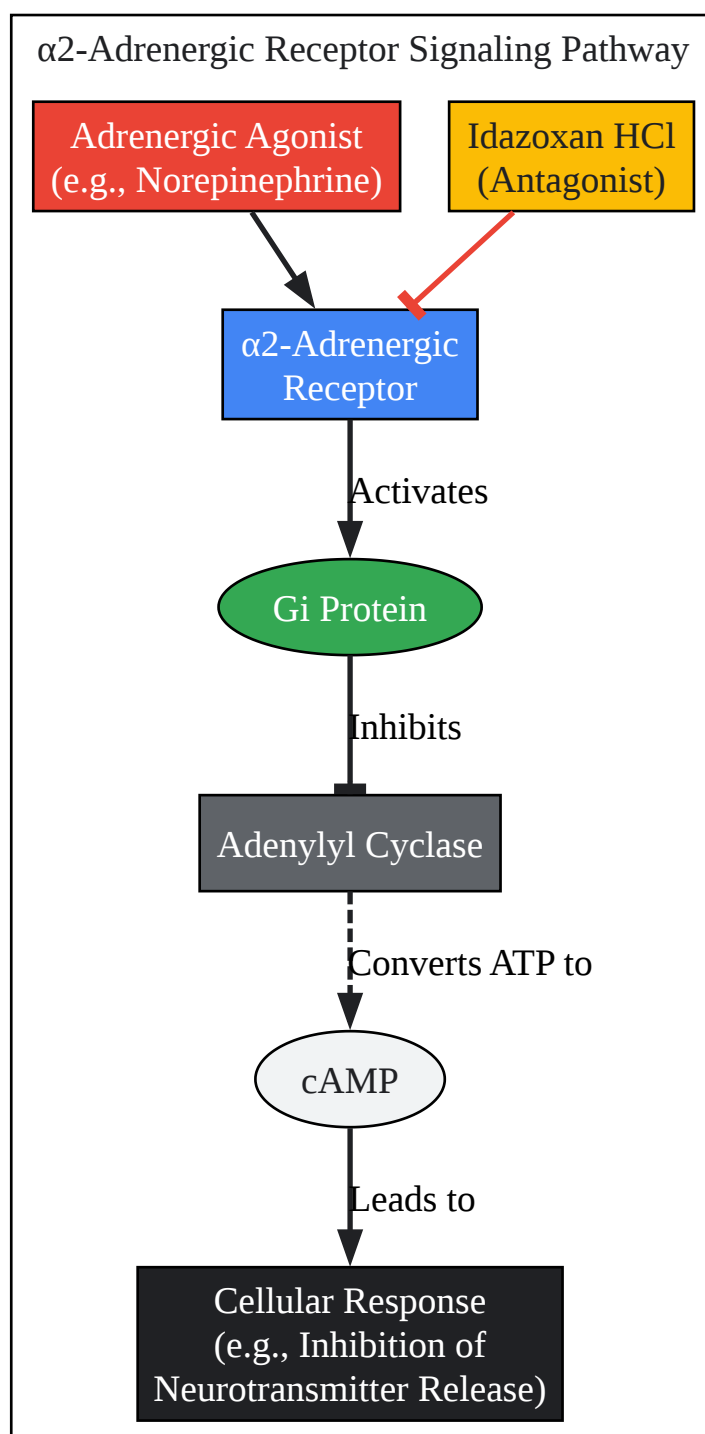 α2-Adrenergic Receptor Signaling Pathway
Adrenergic Agonist
(e.g., Norepinephrine)
Idazoxan HCl
(Antagonist)
α2-Adrenergic
Receptor
Activates
Gi Protein
Inhibits
Adenylyl Cyclase
Converts ATP to
cAMP
Leads to
Cellular Response
(e.g., Inhibition of
Neurotransmitter Release)